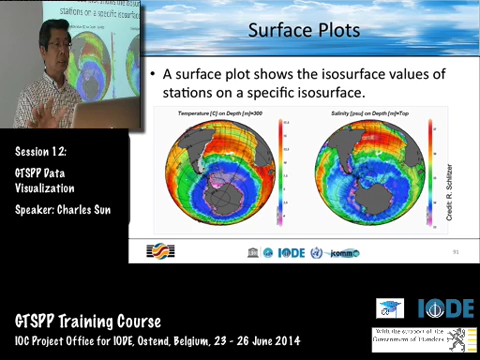 Surface Plots
• A surface plot shows the isosurface values of
stations on a specific isosurface.
Temperature [C] on Depth [m]=300
Salinity [psu] on Depth [m]=Top
Credit: R. Schlitzer
IODE
jcomm
91
stations on a specific isosurface
Session 12:
GTSPP Data
Visualization
Speaker: Charles Sun
GTSPP Training Course
IOC Project Office for IODE, Ostend, Belgium, 23 - 26 June 2014
IODE
With the support of the
Government of Flanders